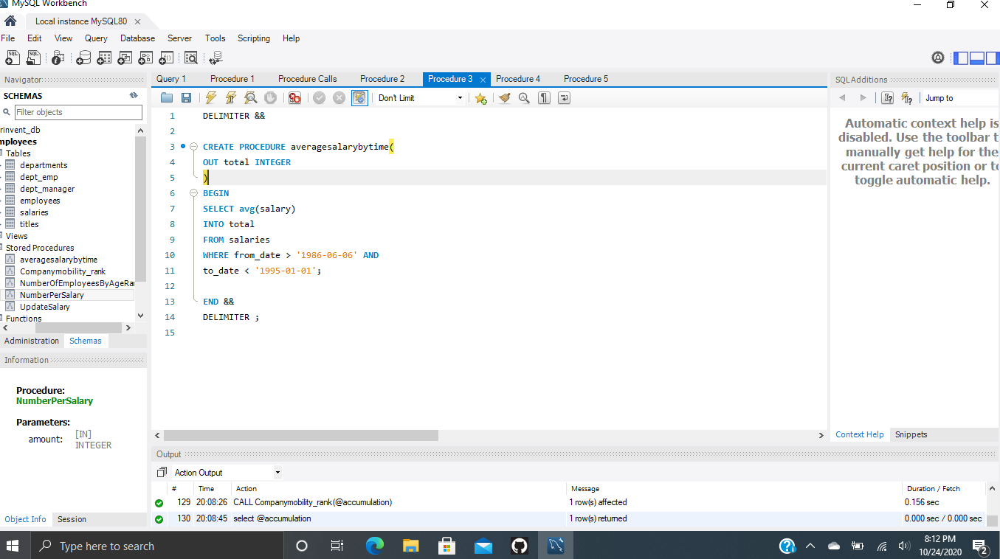 MySQL Workbench
Local instance MySQL80
File Edit View Query Database Server Tools Scripting Help
Navigator
SCHEMAS
Filter objects
rinvent_db
mployees
Tables
departments
dept_emp
dept_manager
employees
salaries
titles
Views
Stored Procedures
averagesalarybytime
Companymobility_rank
NumberOfEmployeesByAgeRa
NumberPerSalary
UpdateSalary
Functions
Administration Schemas
Information
Procedure:
NumberPerSalary
Parameters:
amount: [IN]
INTEGER
Object Info Session
Query 1 Procedure 1 Procedure Calls Procedure 2 Procedure 3 Procedure 4 Procedure 5
Don't Limit
1 DELIMITER &&
2
3 CREATE PROCEDURE averagesalarybytime(
4 OUT total INTEGER
5 )
6 BEGIN
7 SELECT avg(salary)
8 INTO total
9 FROM salaries
10 WHERE from_date > '1986-06-06' AND
11 to_date < '1995-01-01';
12
13 END &&
14 DELIMITER ;
15
SQLAdditions
Jump to
Automatic context help is
disabled. Use the toolbar t
manually get help for the
current caret position or to
toggle automatic help.
Context Help Snippets
Output
Action Output
# Time Action Message Duration / Fetch
129 20:08:26 CALL Companymobility_rank(@accumulation) 1 row(s) affected 0.156 sec
130 20:08:45 select @accumulation 1 row(s) returned 0.000 sec / 0.000 sec
Type here to search
8:12 PM
10/24/2020
2